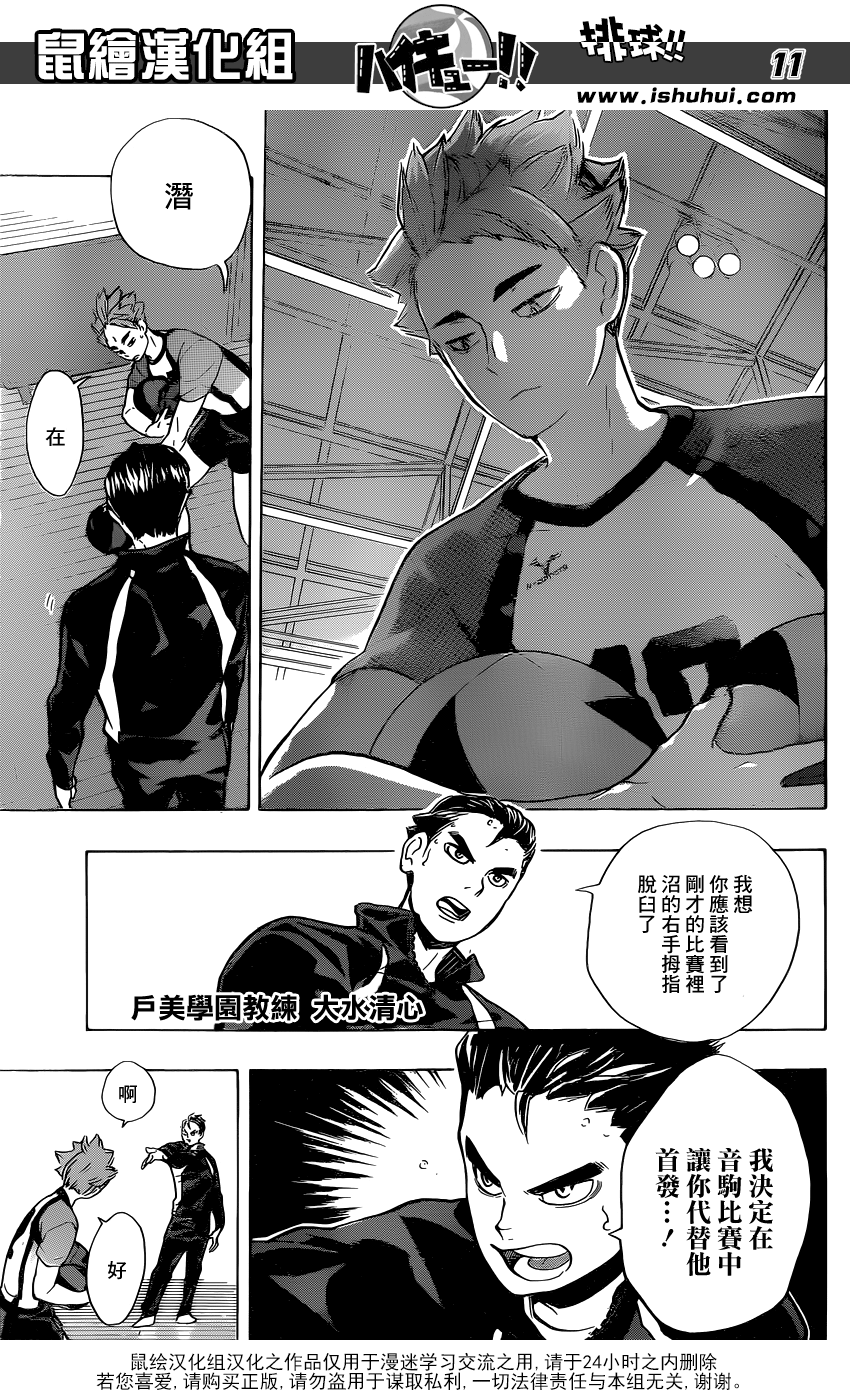 鼠繪漢化組
ハイキュー!!
排球!!
11
www.ishuhui.com
潛
在
我想
你應該看到了
剛才的比賽裡
沼的右手拇指
脫臼了
戶美學園教練 大水清心
我決定在
音駒比賽中
讓你代替他
首發…!
啊
好
鼠绘汉化组汉化之作品仅用于漫迷学习交流之用, 请于24小时之内删除
若您喜爱, 请购买正版, 请勿盗用于谋取私利, 一切法律责任与本组无关, 谢谢。